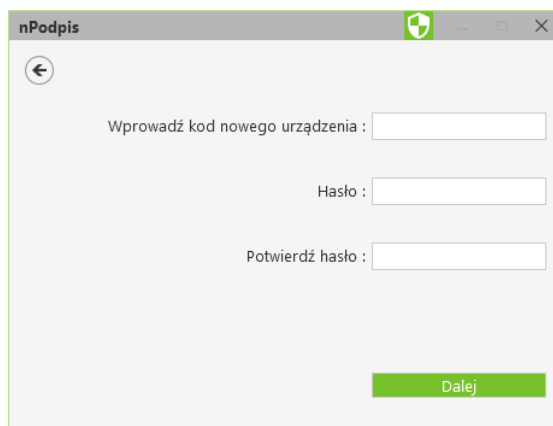 nPodpis
Wprowadź kod nowego urządzenia :
Hasło :
Potwierdź hasło :
Dalej